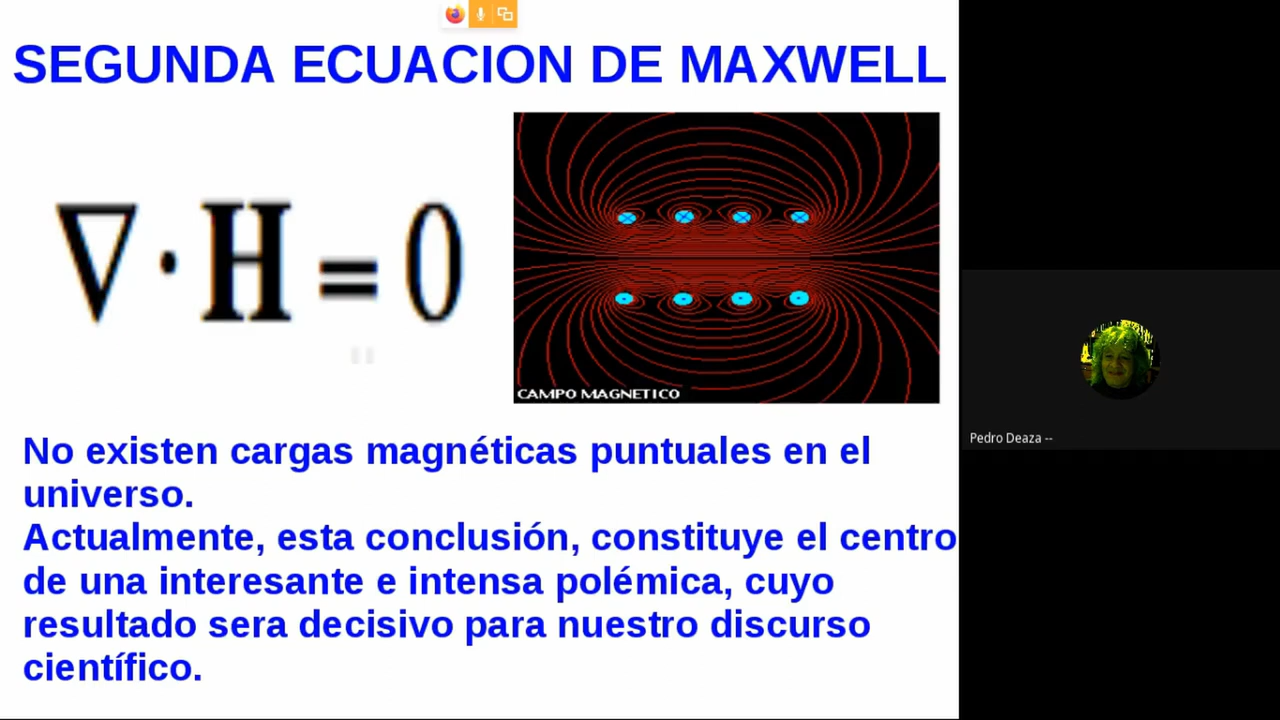 SEGUNDA ECUACION DE MAXWELL
∇ · H = 0
CAMPO MAGNETICO
No existen cargas magnéticas puntuales en el
universo.
Actualmente, esta conclusión, constituye el centro
de una interesante e intensa polémica, cuyo
resultado sera decisivo para nuestro discurso
científico.
Pedro Deaza --